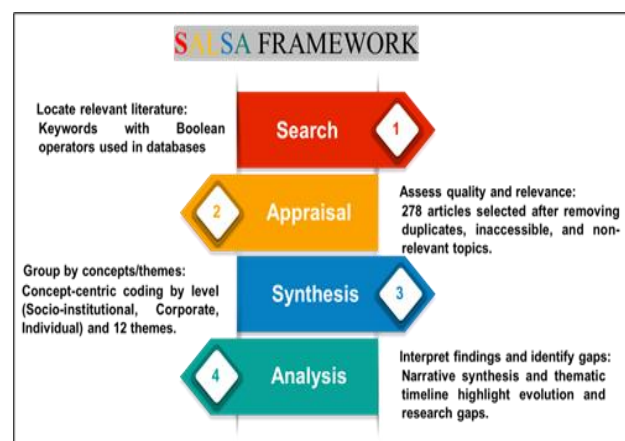 SALSA FRAMEWORK
Locate relevant literature:
Keywords with Boolean
operators used in databases
Search
1
2
Appraisal
Assess quality and relevance:
278 articles selected after removing
duplicates, inaccessible, and non-
relevant topics.
Group by concepts/themes:
Concept-centric coding by level
(Socio-institutional, Corporate,
Individual) and 12 themes.
Synthesis
3
4
Analysis
Interpret findings and identify gaps:
Narrative synthesis and thematic
timeline highlight evolution and
research gaps.